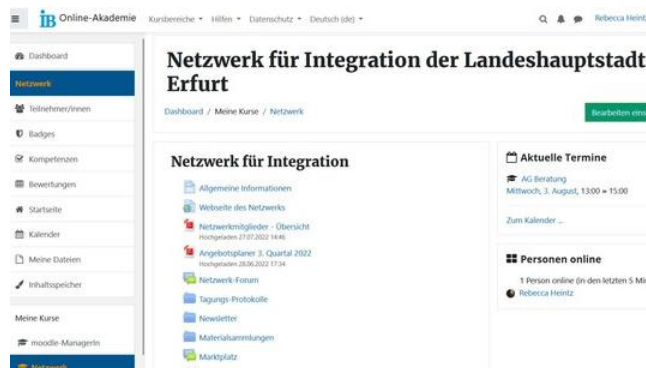 IB Online-Akademie Kursbereiche Hilfen Datenschutz Deutsch (de) Rebecca Heintz
Dashboard
Netzwerk
Teilnehmer/innen
Badges
Kompetenzen
Bewertungen
Startseite
Kalender
Meine Dateien
Inhaltsspeicher
Meine Kurse
moodle-ManagerIn
Netzwerk
Netzwerk für Integration der Landeshauptstadt
Erfurt
Dashboard / Meine Kurse / Netzwerk
Bearbeiten eins
Netzwerk für Integration
Allgemeine Informationen
Webseite des Netzwerks
Netzwerkmitglieder - Übersicht
Hochgeladen 27.07.2022 14:46
Angebotsplaner 3. Quartal 2022
Hochgeladen 28.06.2022 17:34
Netzwerk-Forum
Tagungs-Protokolle
Newsletter
Materialsammlungen
Marktplatz
Aktuelle Termine
AG Beratung
Mittwoch, 3. August, 13:00 » 15:00
Zum Kalender ...
Personen online
1 Person online (in den letzten 5 Min
Rebecca Heintz